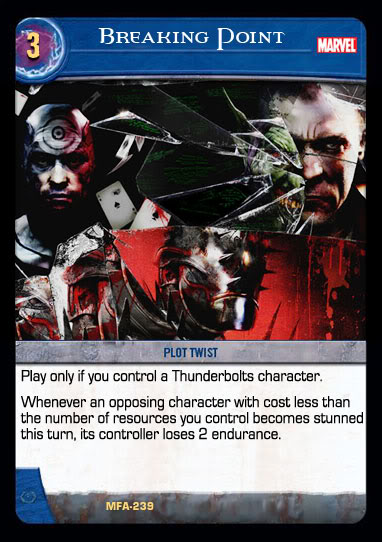 3
BREAKING POINT
MARVEL
PLOT TWIST
Play only if you control a Thunderbolts character.
Whenever an opposing character with cost less than
the number of resources you control becomes stunned
this turn, its controller loses 2 endurance.
MFA-239